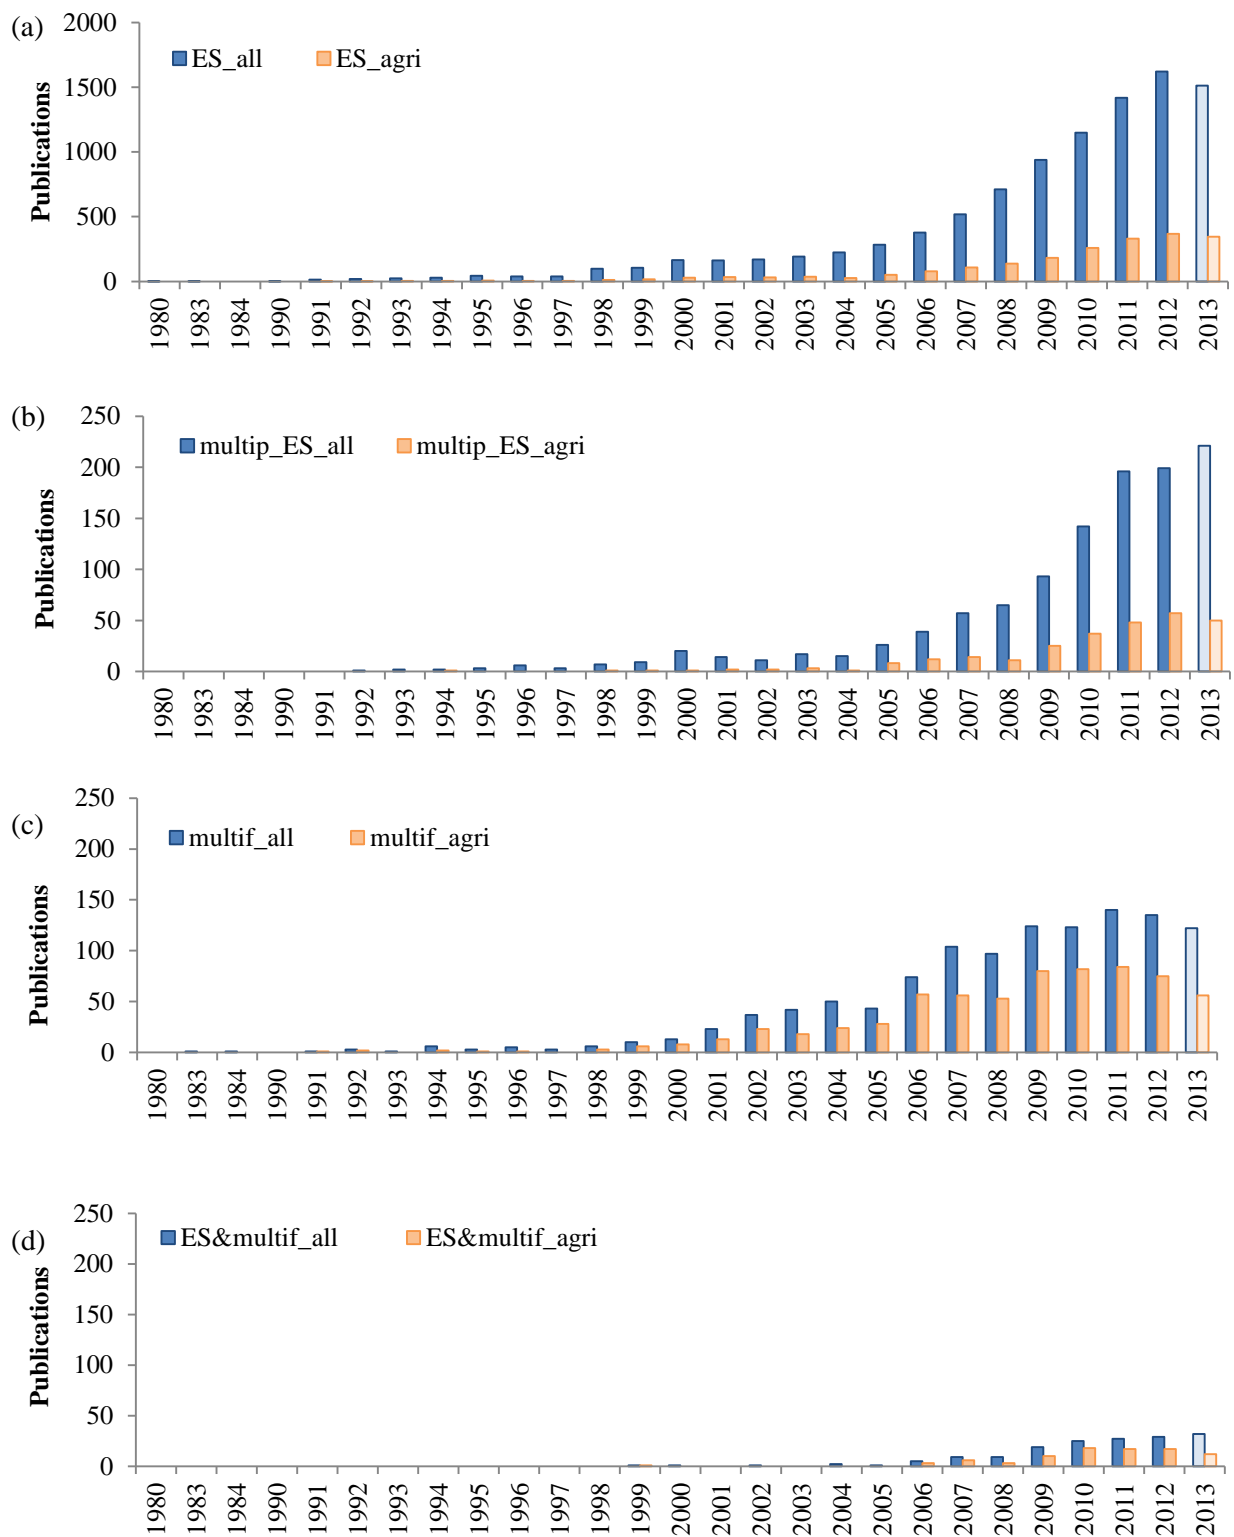 (a)
2000
1500
1000
500
0
Publications
ES_all ES_agri
1980 1983 1984 1990 1991 1992 1993 1994 1995 1996 1997 1998 1999 2000 2001 2002 2003 2004 2005 2006 2007 2008 2009 2010 2011 2012 2013
(b)
250
200
150
100
50
0
Publications
multip_ES_all multip_ES_agri
1980 1983 1984 1990 1991 1992 1993 1994 1995 1996 1997 1998 1999 2000 2001 2002 2003 2004 2005 2006 2007 2008 2009 2010 2011 2012 2013
(c)
250
200
150
100
50
0
Publications
multif_all multif_agri
1980 1983 1984 1990 1991 1992 1993 1994 1995 1996 1997 1998 1999 2000 2001 2002 2003 2004 2005 2006 2007 2008 2009 2010 2011 2012 2013
(d)
250
200
150
100
50
0
Publications
ES&multif_all ES&multif_agri
1980 1983 1984 1990 1991 1992 1993 1994 1995 1996 1997 1998 1999 2000 2001 2002 2003 2004 2005 2006 2007 2008 2009 2010 2011 2012 2013